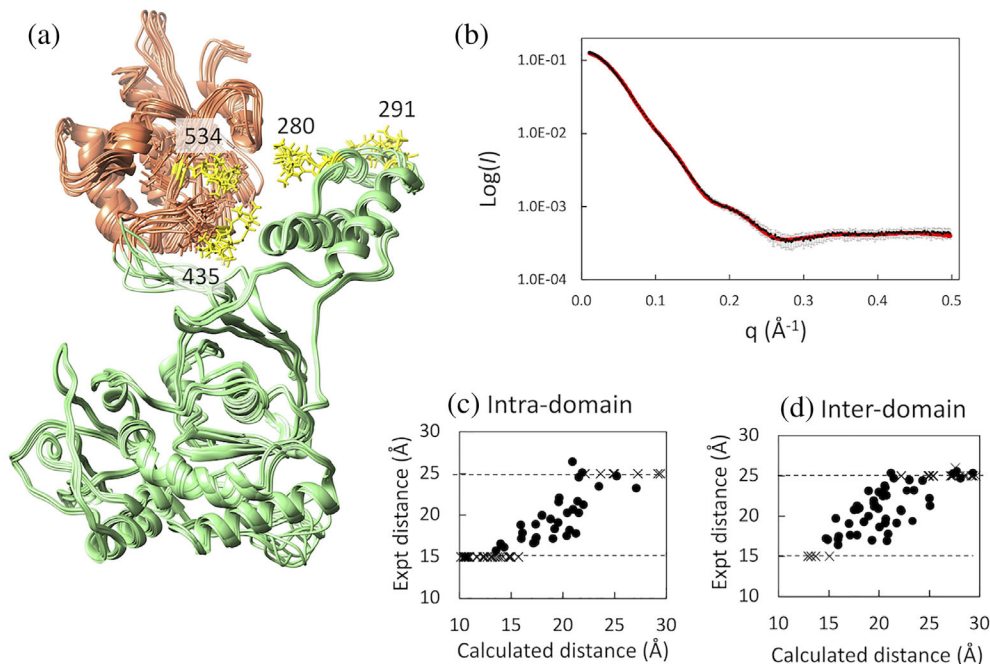 (a)
534
280
291
435
(b)
Log(I)
1.0E-01
1.0E-02
1.0E-03
1.0E-04
0.0
0.1
0.2
0.3
0.4
0.5
q (Å-1)
(c) Intra-domain
Expt distance (Å)
30
25
20
15
10
10
15
20
25
30
Calculated distance (Å)
(d) Inter-domain
Expt distance (Å)
30
25
20
15
10
10
15
20
25
30
Calculated distance (Å)